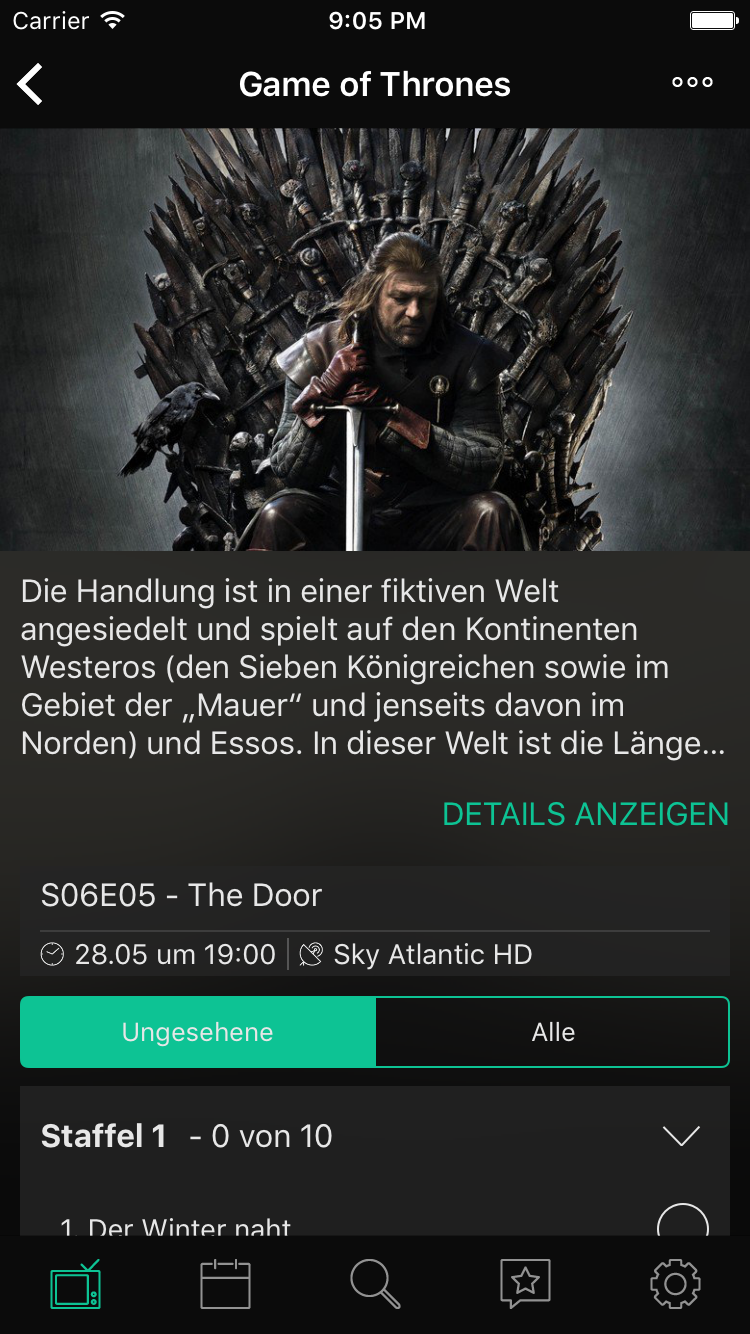 Carrier 9:05 PM
Game of Thrones
Die Handlung ist in einer fiktiven Welt
angesiedelt und spielt auf den Kontinenten
Westeros (den Sieben Königreichen sowie im
Gebiet der „Mauer“ und jenseits davon im
Norden) und Essos. In dieser Welt ist die Länge...
DETAILS ANZEIGEN
S06E05 - The Door
28.05 um 19:00 Sky Atlantic HD
Ungesehene Alle
Staffel 1 - 0 von 10
1. Der Winter naht